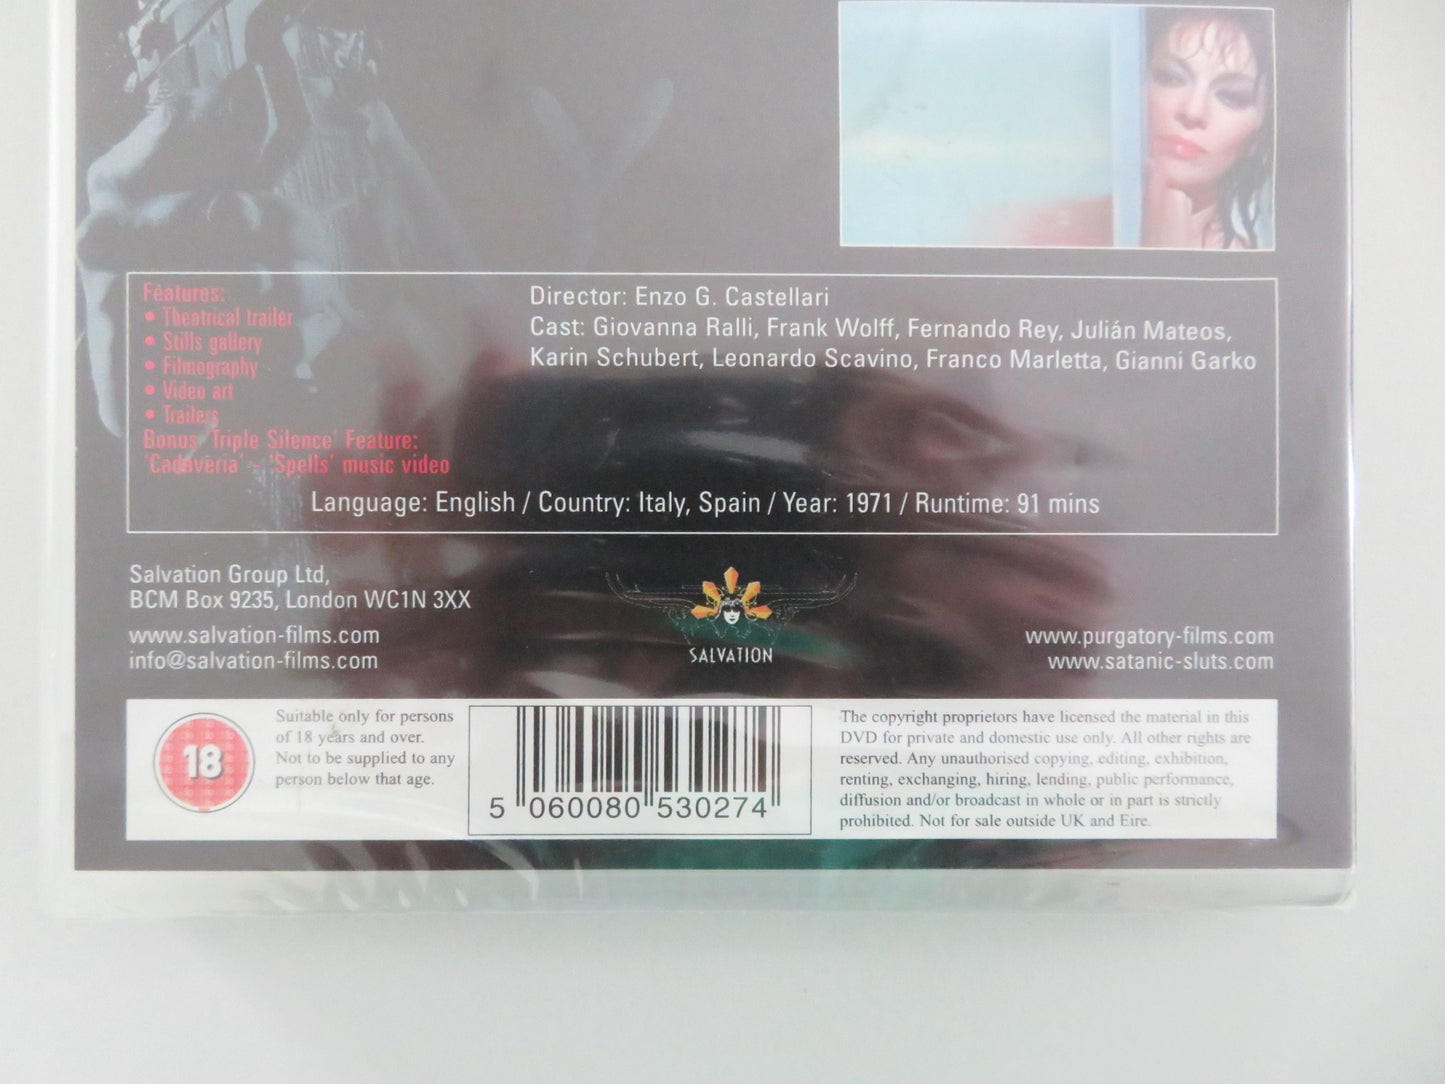 Features:
• Theatrical trailer
• Stills gallery
• Filmography
• Video art
• Trailers
Bonus 'Triple Silence' Feature:
'Cadaveria' - 'Spells' music video
Director: Enzo G. Castellari
Cast: Giovanna Ralli, Frank Wolff, Fernando Rey, Julián Mateos,
Karin Schubert, Leonardo Scavino, Franco Marletta, Gianni Garko
Language: English / Country: Italy, Spain / Year: 1971 / Runtime: 91 mins
Salvation Group Ltd,
BCM Box 9235, London WC1N 3XX
www.salvation-films.com
info@salvation-films.com
SALVATION
www.purgatory-films.com
www.satanic-sluts.com
18
Suitable only for persons
of 18 years and over.
Not to be supplied to any
person below that age.
5 060080 530274
The copyright proprietors have licensed the material in this
DVD for private and domestic use only. All other rights are
reserved. Any unauthorised copying, editing, exhibition,
renting, exchanging, hiring, lending, public performance,
diffusion and/or broadcast in whole or in part is strictly
prohibited. Not for sale outside UK and Eire.